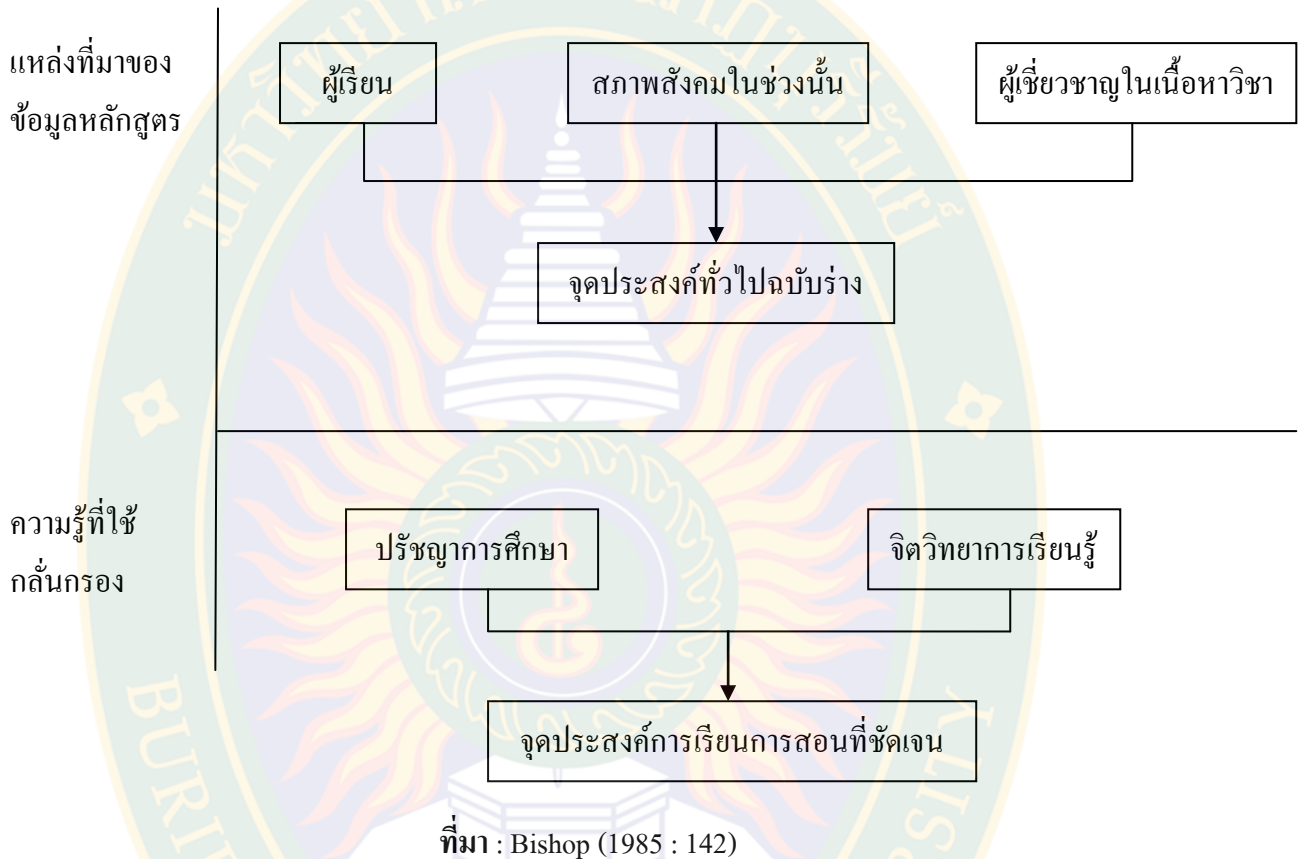 แหล่งที่มาของ
ข้อมูลหลักสูตร
ผู้เรียน
สภาพสังคมในช่วงนั้น
ผู้เชี่ยวชาญในเนื้อหาวิชา
จุดประสงค์ทั่วไปฉบับร่าง
ความรู้ที่ใช้
กลั่นกรอง
ปรัชญาการศึกษา
จิตวิทยาการเรียนรู้
จุดประสงค์การเรียนการสอนที่ชัดเจน
ที่มา : Bishop (1985 : 142)